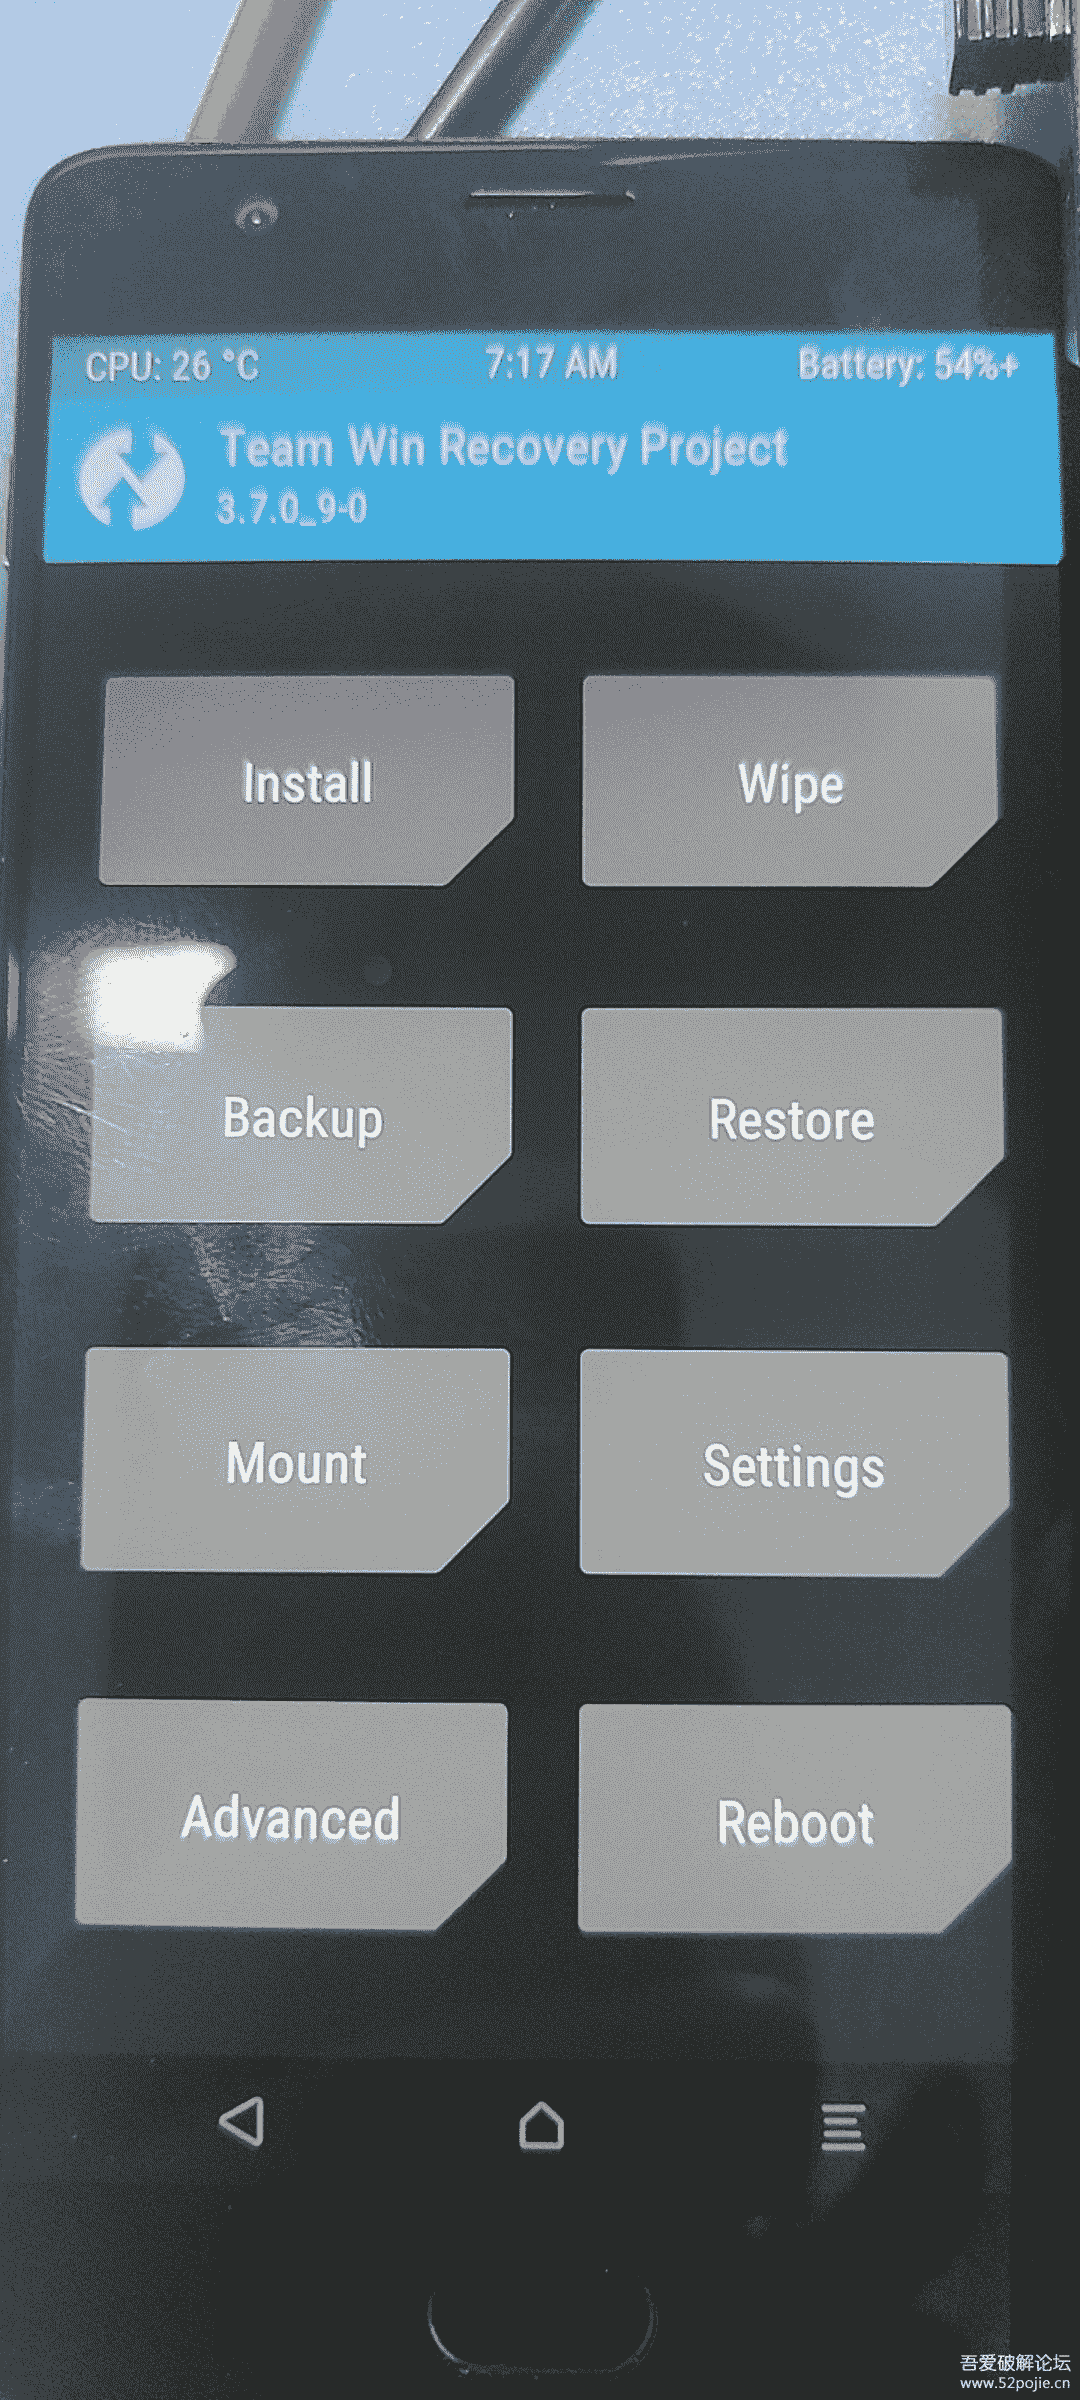 CPU: 26 °C 7:17 AM Battery: 54%+
Team Win Recovery Project
3.7.0_9-0
Install Wipe
Backup Restore
Mount Settings
Advanced Reboot
吾爱破解论坛
www.52pojie.cn